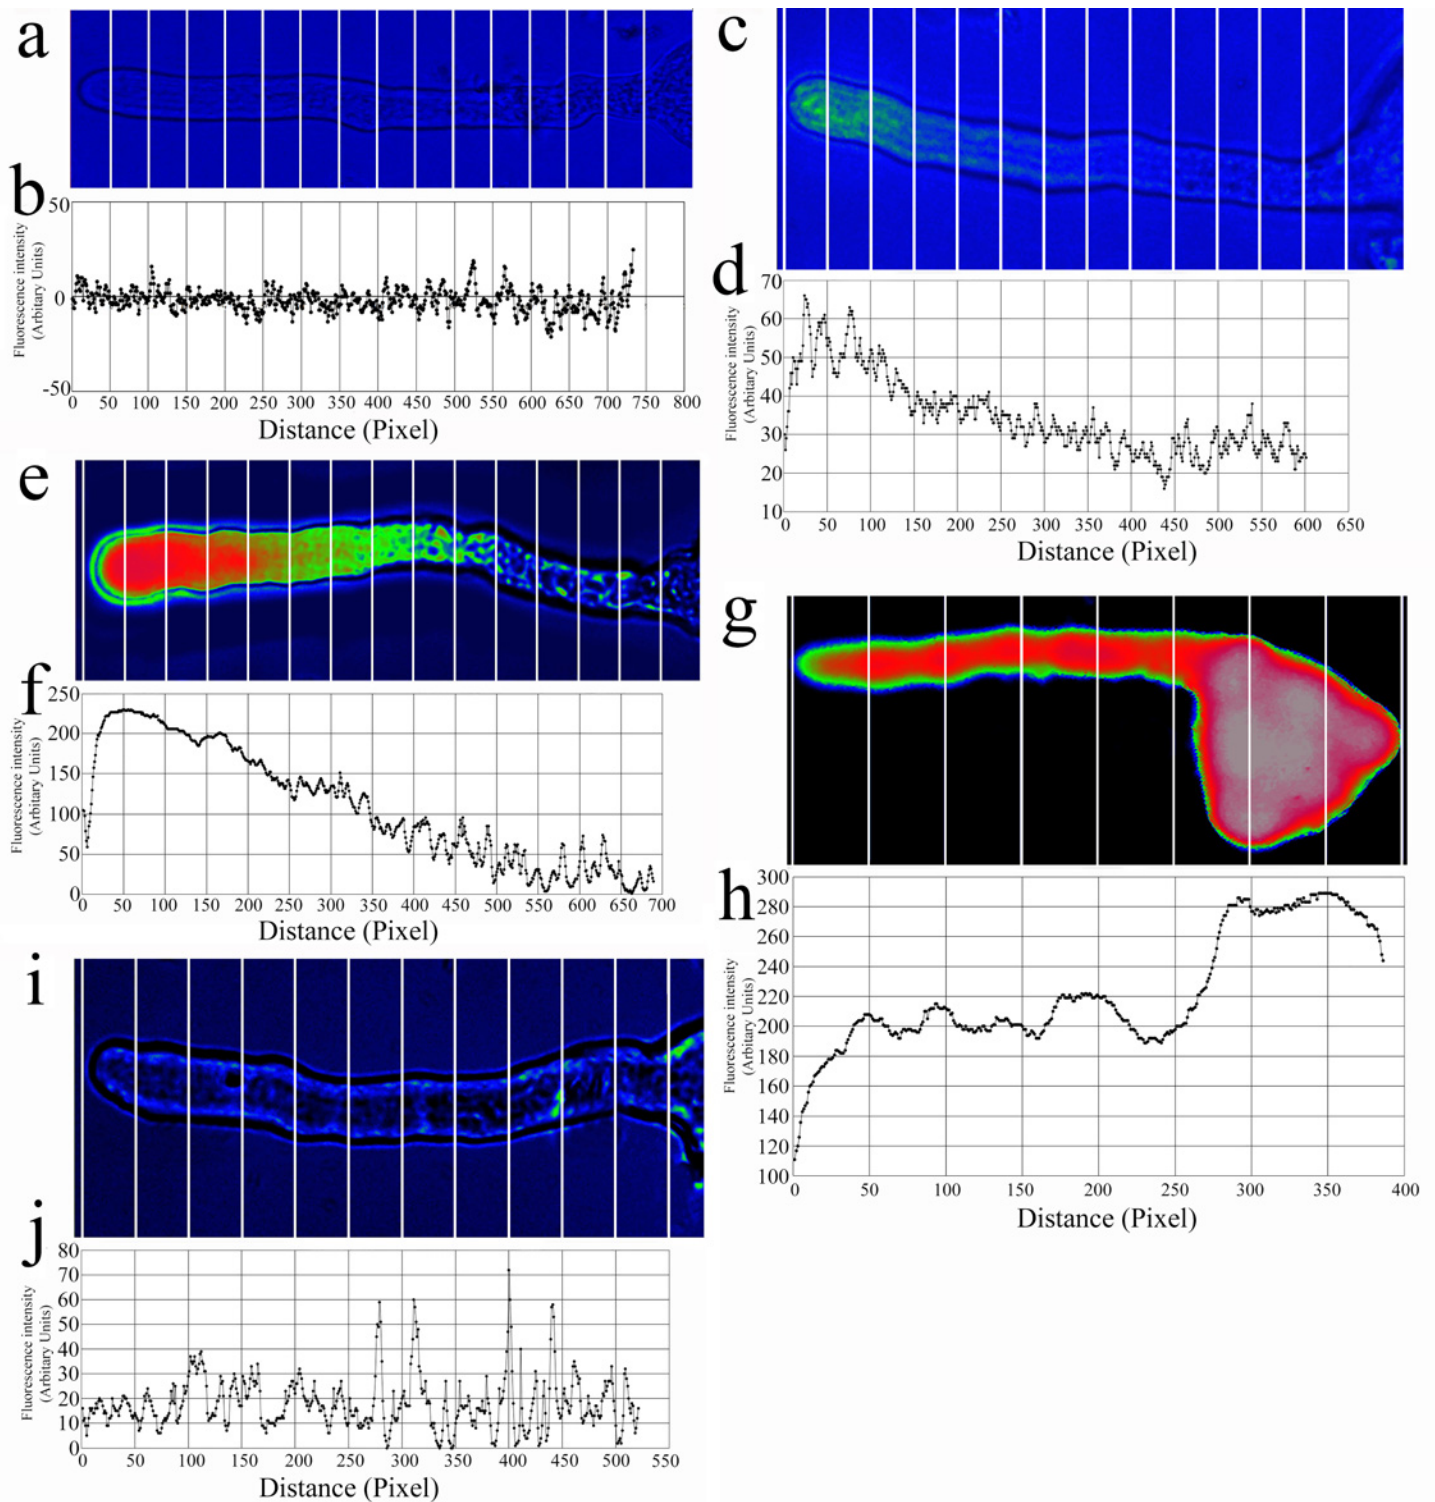 a
b
50
0
-50
Fluorescence intensity
(Arbitary Units)
0 50 100 150 200 250 300 350 400 450 500 550 600 650 700 750 800
Distance (Pixel)
c
d
70
60
50
40
30
20
10
Fluorescence intensity
(Arbitary Units)
0 50 100 150 200 250 300 350 400 450 500 550 600 650
Distance (Pixel)
e
f
250
200
150
100
50
0
Fluorescence intensity
(Arbitary Units)
0 50 100 150 200 250 300 350 400 450 500 550 600 650 700
Distance (Pixel)
g
h
300
280
260
240
220
200
180
160
140
120
100
Fluorescence intensity
(Arbitary Units)
0 50 100 150 200 250 300 350 400
Distance (Pixel)
i
j
80
70
60
50
40
30
20
10
0
Fluorescence intensity
(Arbitary Units)
0 50 100 150 200 250 300 350 400 450 500 550
Distance (Pixel)